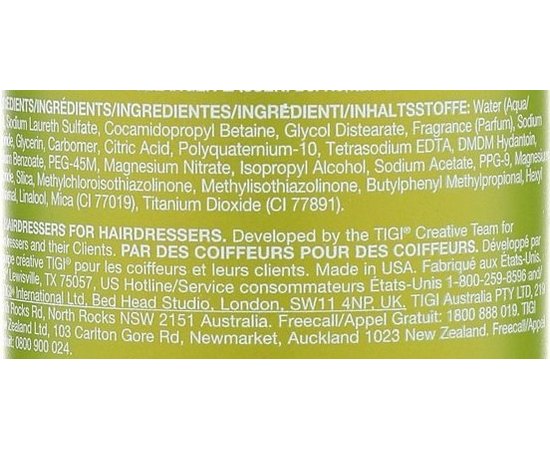 INGRÉDIENTS/INGREDIENTES/INGREDIENTI/INHALTSSTOFFE: Water (Aqua/
Sodium Laureth Sulfate, Cocamidopropyl Betaine, Glycol Distearate, Fragrance (Parfum), Sodium
Glycerin, Carbomer, Citric Acid, Polyquaternium-10, Tetrasodium EDTA, DMDM Hydantoin,
Benzoate, PEG-45M, Magnesium Nitrate, Isopropyl Alcohol, Sodium Acetate, PPG-9, Magnesium
Silica, Methylchloroisothiazolinone, Methylisothiazolinone, Butylphenyl Methylpropional, Hexyl
Linalool, Mica (CI 77019), Titanium Dioxide (CI 77891).
FOR HAIRDRESSERS. Developed by the TIGI® Creative Team for
and their Clients. PAR DES COIFFEURS POUR DES COIFFEURS. Développé par
créative TIGI® pour les coiffeurs et leurs clients. Made in USA. Fabriqué aux États-Unis.
Lewisville, TX 75057, US Hotline/Service consommateurs États-Unis 1-800-259-8596 and/
International Ltd, Bed Head Studio, London, SW11 4NP, UK. TIGI Australia PTY LTD, 219
North Rocks Rd, North Rocks NSW 2151 Australia. Freecall/Appel Gratuit: 1800 888 019. TIGI
Zealand Ltd, 103 Carlton Gore Rd, Newmarket, Auckland 1023 New Zealand. Freecall/Appel
0800 900 024.